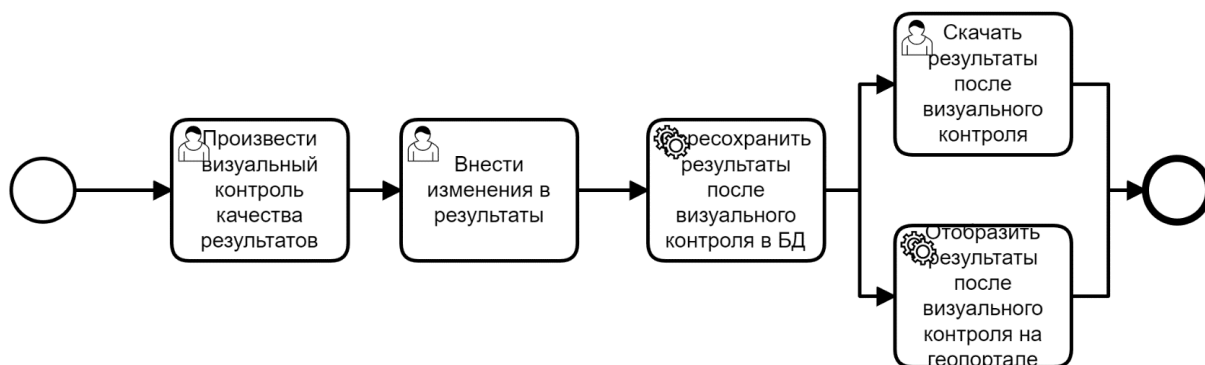 Произвести
визуальный
контроль
качества
результатов
Внести
изменения в
результаты
ресохранить
результаты
после
визуального
контроля в БД
Скачать
результаты
после
визуального
контроля
Отобразить
результаты
после
визуального
контроля на
геопортале